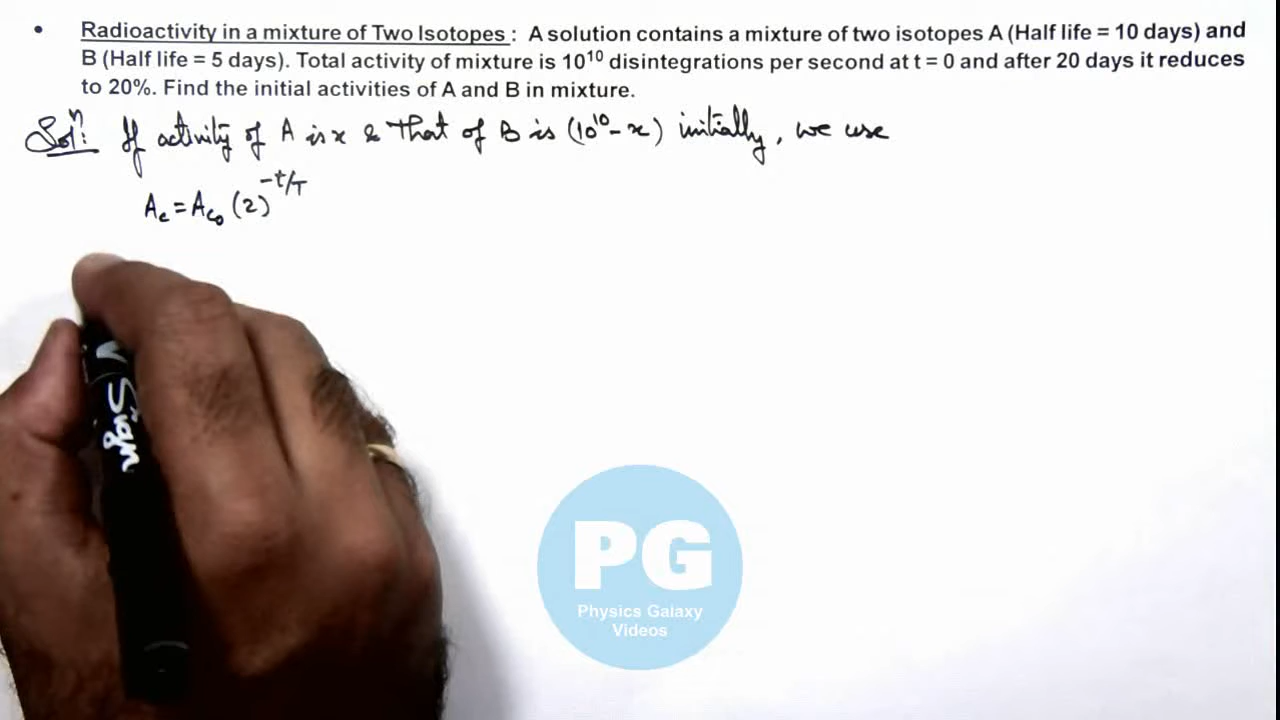 • Radioactivity in a mixture of Two Isotopes : A solution contains a mixture of two isotopes A (Half life = 10 days) and
B (Half life = 5 days). Total activity of mixture is 10¹⁰ disintegrations per second at t = 0 and after 20 days it reduces
to 20%. Find the initial activities of A and B in mixture.
Solⁿ: If activity of A is x & that of B is (10¹⁰ - x) initially, we use
A꜀ = A꜀₀ (2)^(-t/T)
V Sign
PG
Physics Galaxy
Videos